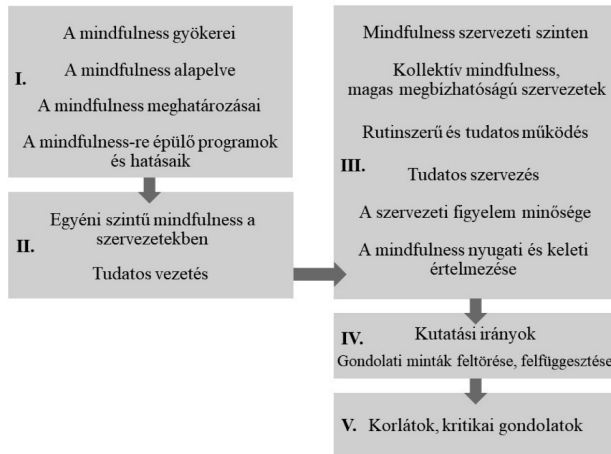 A mindfulness gyökerei
I.
A mindfulness alapelve
A mindfulness meghatározásai
A mindfulness-re épülő programok
és hatásaik
II.
Egyéni szintű mindfulness a
szervezetekben
Tudatos vezetés
Mindfulness szervezeti szinten
Kollektív mindfulness,
magas megbízhatóságú szervezetek
Rutinszerű és tudatos működés
III.
Tudatos szervezés
A szervezeti figyelem minősége
A mindfulness nyugati és keleti
értelmezése
IV. Kutatási irányok
Gondolati minták feltörése, felfüggesztése
V. Korlátok, kritikai gondolatok